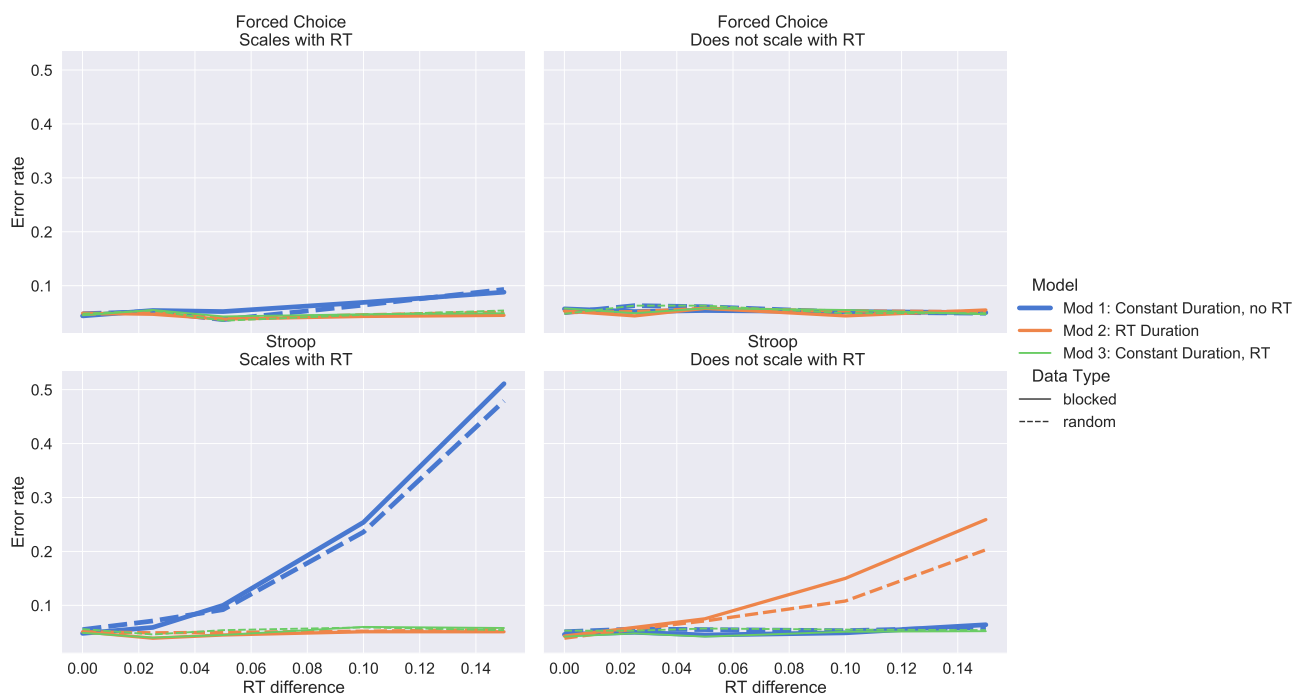 Forced Choice
Scales with RT
Forced Choice
Does not scale with RT
0.5
0.4
0.3
0.2
0.1
Error rate
Stroop
Scales with RT
Stroop
Does not scale with RT
0.5
0.4
0.3
0.2
0.1
Error rate
0.00 0.02 0.04 0.06 0.08 0.10 0.12 0.14
RT difference
0.00 0.02 0.04 0.06 0.08 0.10 0.12 0.14
RT difference
Model
Mod 1: Constant Duration, no RT
Mod 2: RT Duration
Mod 3: Constant Duration, RT
Data Type
blocked
random